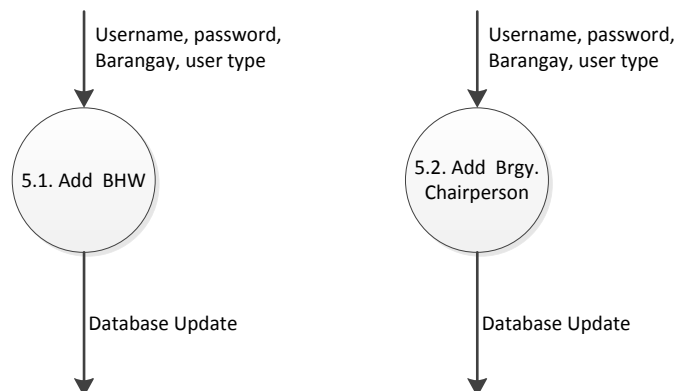 Username, password,
Barangay, user type
5.1. Add BHW
Database Update
Username, password,
Barangay, user type
5.2. Add Brgy.
Chairperson
Database Update